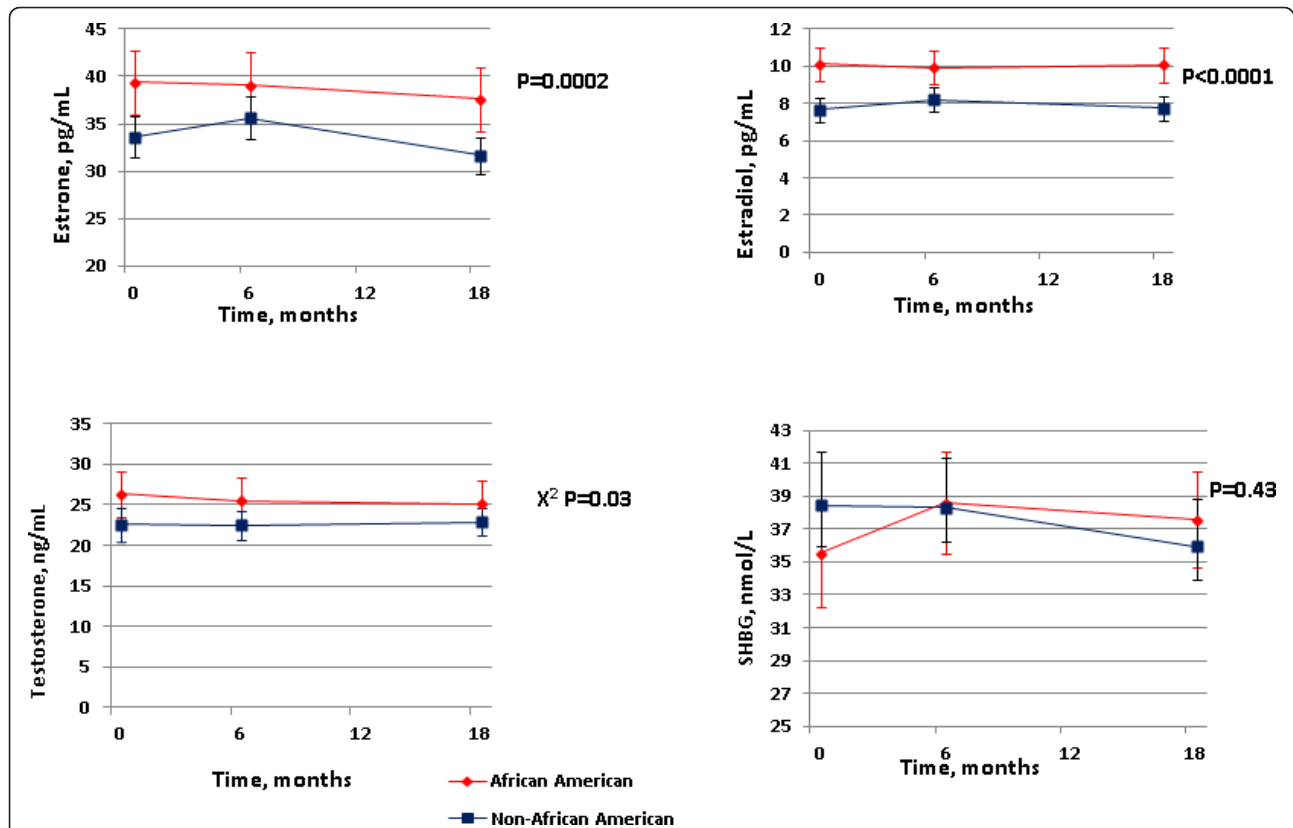 45
40
35
30
25
20
Estrone, pg/mL
P=0.0002
0 6 12 18
Time, months
12
10
8
6
4
2
0
Estradiol, pg/mL
P<0.0001
0 6 12 18
Time, months
35
30
25
20
15
10
5
0
Testosterone, ng/mL
X² P=0.03
0 6 12 18
Time, months
43
41
39
37
35
33
31
29
27
25
SHBG, nmol/L
P=0.43
0 6 12 18
Time, months
African American
Non-African American